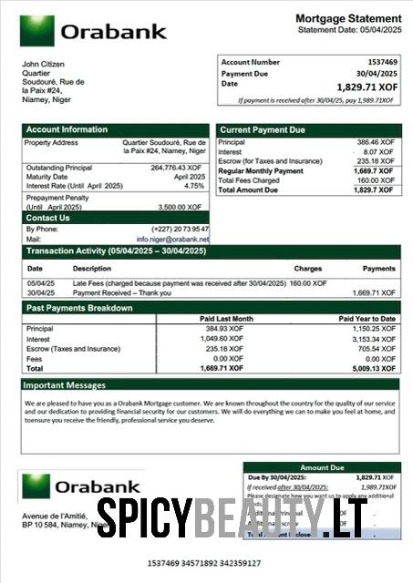 Orabank
Mortgage Statement
Statement Date: 05/04/2025
John Citizen
Quartier
Soudouré, Rue de
la Paix #24,
Niamey, Niger
Account Number 1537469
Payment Due 30/04/2025
Date 1,829.71 XOF
If payment is received after 30/04/25, pay 1,989.71XOF
Account Information
Property Address Quartier Soudouré, Rue de
la Paix #24, Niamey, Niger
Outstanding Principal 264,776.43 XOF
Maturity Date April 2025
Interest Rate (Until April 2025) 4.75%
Prepayment Penalty
(Until April 2025) 3,500.00 XOF
Contact Us
By Phone: (+227) 20 73 95 47
Mail: info.niger@orabank.net
Current Payment Due
Principal 386.46 XOF
Interest 8.07 XOF
Escrow (for Taxes and Insurance) 235.18 XOF
Regular Monthly Payment 1,669.7 XOF
Total Fees Charged 160.00 XOF
Total Amount Due 1,829.7 XOF
Transaction Activity (05/04/2025 – 30/04/2025)
Date Description Charges Payments
05/04/25 Late Fees (charged because payment was received after 30/04/2025) 160.00 XOF
30/04/25 Payment Received – Thank you 1,669.71 XOF
Past Payments Breakdown
Paid Last Month Paid Year to Date
Principal 384.93 XOF 1,150.25 XOF
Interest 1,049.60 XOF 3,153.34 XOF
Escrow (Taxes and Insurance) 235.18 XOF 705.54 XOF
Fees 0.00 XOF 0.00 XOF
Total 1,669.71 XOF 5,009.13 XOF
Important Messages
We are pleased to have you as a Orabank Mortgage customer. We are known throughout the country for the quality of our service
and our dedication to providing financial security for our customers. We will do everything we can to make you feel at home, and
toensure you receive the friendly, professional service you deserve.
Orabank
Avenue de l'Amitié,
BP 10 584, Niamey, Niger
Amount Due
Due By 30/04/2025: 1,829.71 XOF
If received after 30/04/2025: 1,989.71XOF
Please designate how you want us to apply any additional
Additional Principal
Additional Escrow
Total Amount Enclosed
SPICYBEAUTY.LT
1537469 34571892 342359127